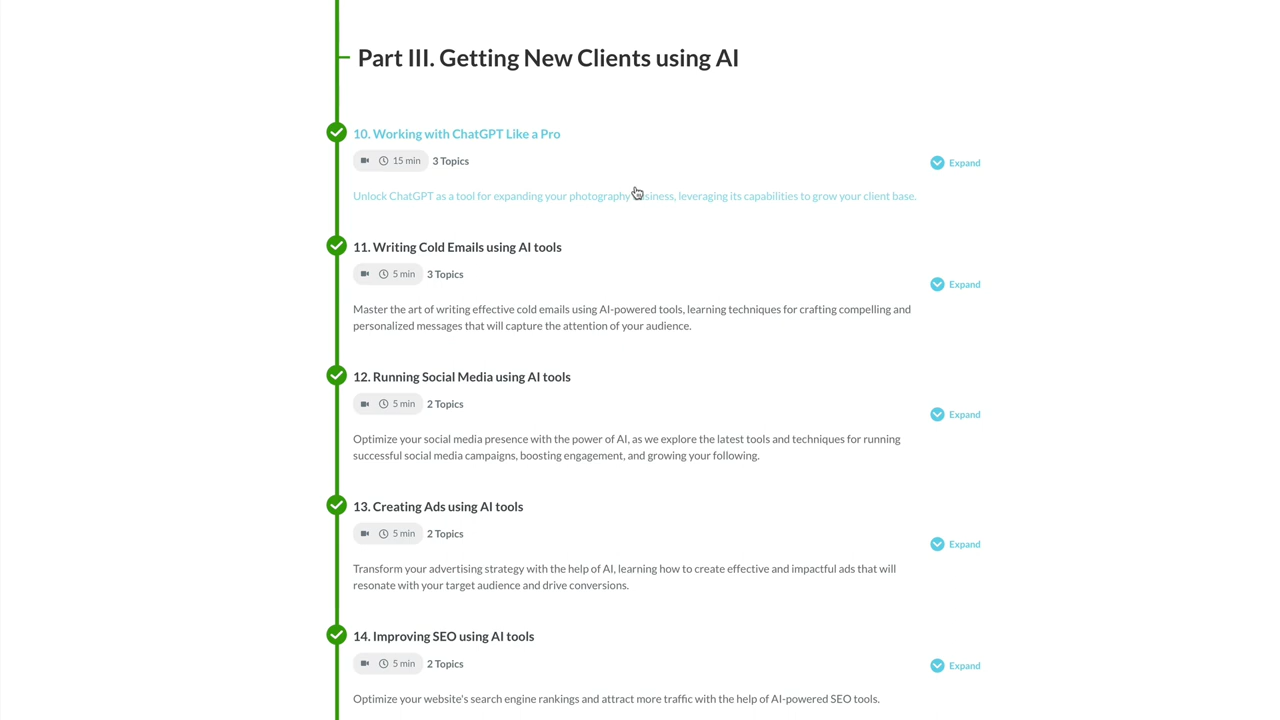 Part III. Getting New Clients using AI
10. Working with ChatGPT Like a Pro
15 min 3 Topics
Expand
Unlock ChatGPT as a tool for expanding your photography siness, leveraging its capabilities to grow your client base.
11. Writing Cold Emails using AI tools
5 min 3 Topics
Expand
Master the art of writing effective cold emails using AI-powered tools, learning techniques for crafting compelling and
personalized messages that will capture the attention of your audience.
12. Running Social Media using AI tools
5 min 2 Topics
Expand
Optimize your social media presence with the power of AI, as we explore the latest tools and techniques for running
successful social media campaigns, boosting engagement, and growing your following.
13. Creating Ads using AI tools
5 min 2 Topics
Expand
Transform your advertising strategy with the help of AI, learning how to create effective and impactful ads that will
resonate with your target audience and drive conversions.
14. Improving SEO using AI tools
5 min 2 Topics
Expand
Optimize your website's search engine rankings and attract more traffic with the help of AI-powered SEO tools.